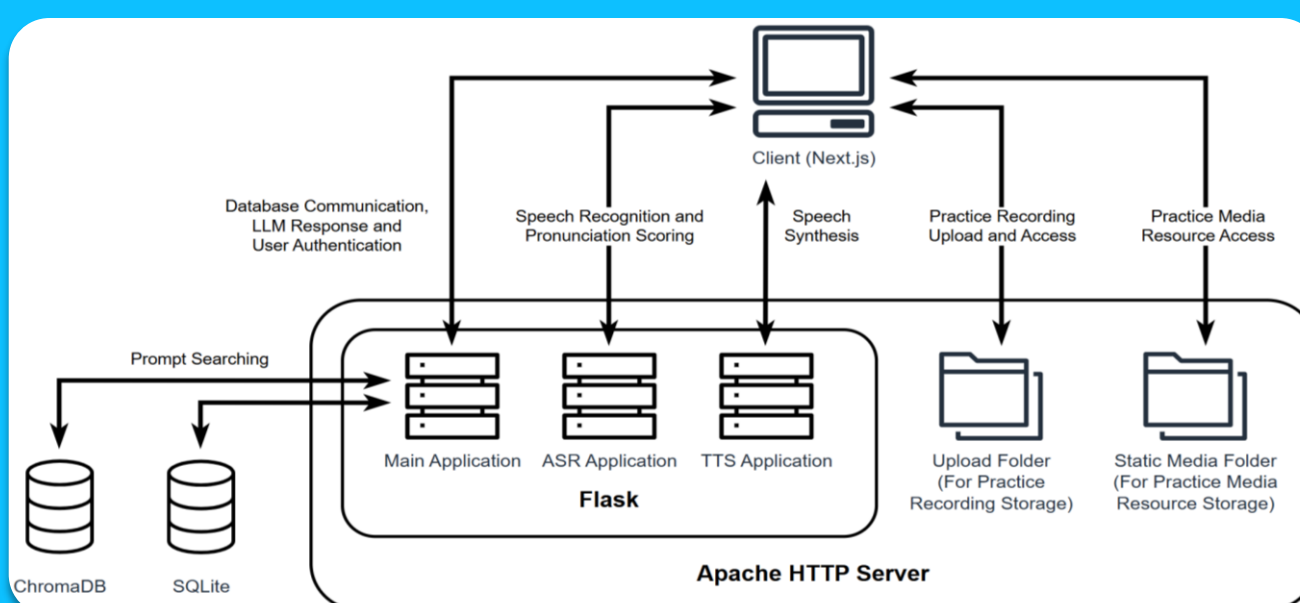 Client (Next.js)
Database Communication,
LLM Response and
User Authentication
Speech Recognition and
Pronunciation Scoring
Speech
Synthesis
Practice Recording
Upload and Access
Practice Media
Resource Access
Prompt Searching
Main Application
ASR Application
TTS Application
Flask
Upload Folder
(For Practice
Recording Storage)
Static Media Folder
(For Practice Media
Resource Storage)
ChromaDB
SQLite
Apache HTTP Server